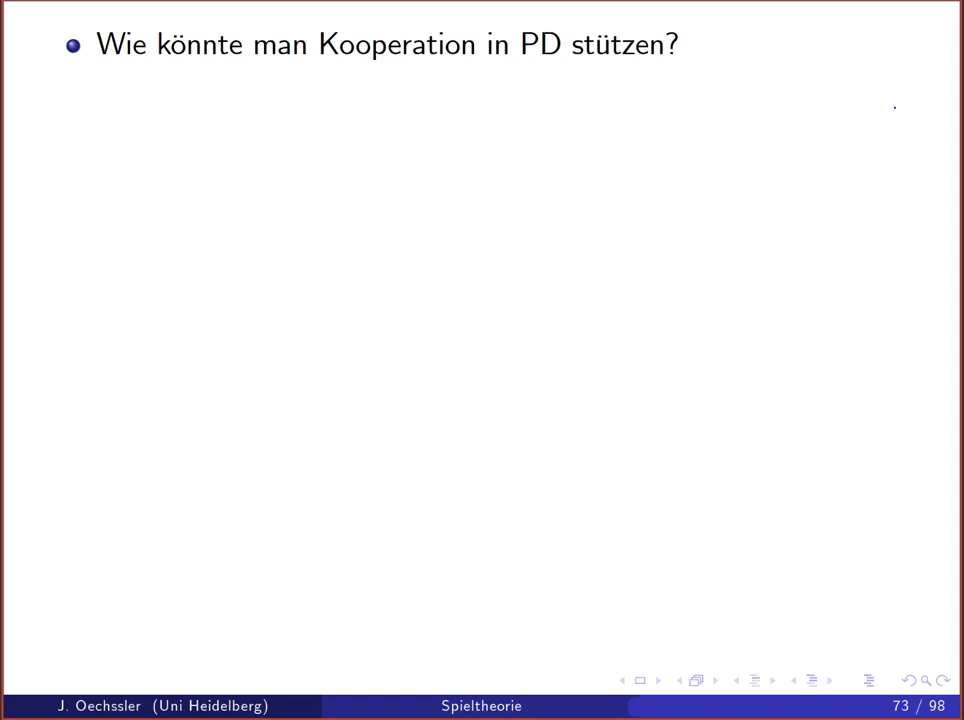 Wie könnte man Kooperation in PD stützen?
J. Oechssler (Uni Heidelberg) Spieltheorie 73 / 98